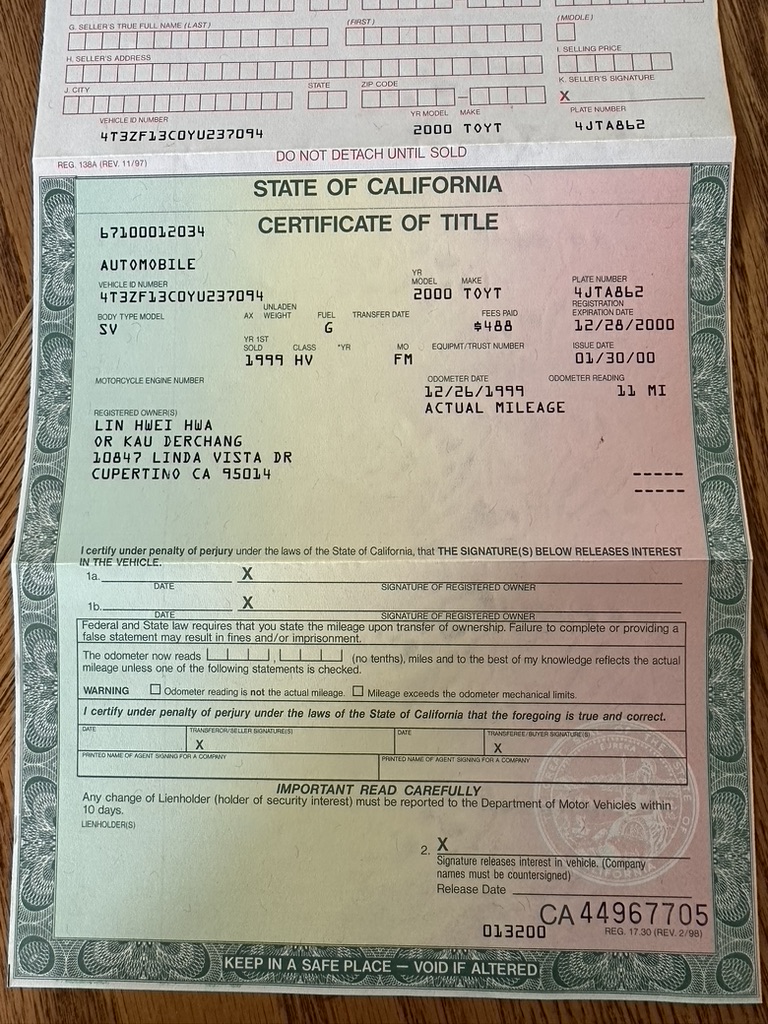 G. SELLER'S TRUE FULL NAME (LAST) (FIRST) (MIDDLE)
H. SELLER'S ADDRESS I. SELLING PRICE
J. CITY STATE ZIP CODE K. SELLER'S SIGNATURE
X
VEHICLE ID NUMBER YR MODEL MAKE PLATE NUMBER
4T3ZF13C0YU237094 2000 TOYT 4JTA862
REG. 138A (REV. 11/97) DO NOT DETACH UNTIL SOLD
STATE OF CALIFORNIA
CERTIFICATE OF TITLE
67100012034
AUTOMOBILE
VEHICLE ID NUMBER YR MODEL MAKE PLATE NUMBER
4T3ZF13C0YU237094 2000 TOYT 4JTA862
BODY TYPE MODEL AX UNLADEN WEIGHT FUEL TRANSFER DATE FEES PAID REGISTRATION EXPIRATION DATE
SV G $488 12/28/2000
YR 1ST SOLD CLASS *YR MO EQUIPMT/TRUST NUMBER ISSUE DATE
1999 HV FM 01/30/00
MOTORCYCLE ENGINE NUMBER ODOMETER DATE ODOMETER READING
12/26/1999 11 MI
ACTUAL MILEAGE
REGISTERED OWNER(S)
LIN HWEI HWA
OR KAU DERCHANG
10847 LINDA VISTA DR
CUPERTINO CA 95014
-----
-----
I certify under penalty of perjury under the laws of the State of California, that THE SIGNATURE(S) BELOW RELEASES INTEREST
IN THE VEHICLE.
1a. X
DATE SIGNATURE OF REGISTERED OWNER
1b. X
DATE SIGNATURE OF REGISTERED OWNER
Federal and State law requires that you state the mileage upon transfer of ownership. Failure to complete or providing a
false statement may result in fines and/or imprisonment.
The odometer now reads , (no tenths), miles and to the best of my knowledge reflects the actual
mileage unless one of the following statements is checked.
WARNING Odometer reading is not the actual mileage. Mileage exceeds the odometer mechanical limits.
I certify under penalty of perjury under the laws of the State of California that the foregoing is true and correct.
DATE TRANSFEROR/SELLER SIGNATURE(S) DATE TRANSFEREE/BUYER SIGNATURE(S)
X X
PRINTED NAME OF AGENT SIGNING FOR A COMPANY PRINTED NAME OF AGENT SIGNING FOR A COMPANY
IMPORTANT READ CAREFULLY
Any change of Lienholder (holder of security interest) must be reported to the Department of Motor Vehicles within
10 days.
LIENHOLDER(S)
2. X
Signature releases interest in vehicle. (Company
names must be countersigned)
Release Date
CA 44967705
013200 REG. 17.30 (REV. 2/98)
KEEP IN A SAFE PLACE — VOID IF ALTERED